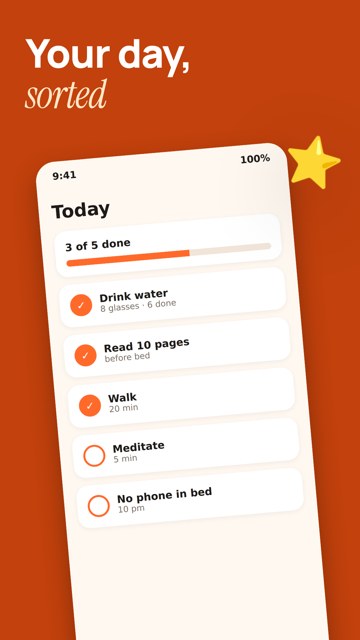 Your day,
sorted
9:41
100%
Today
3 of 5 done
✓
Drink water
8 glasses · 6 done
✓
Read 10 pages
before bed
✓
Walk
20 min
Meditate
5 min
No phone in bed
10 pm